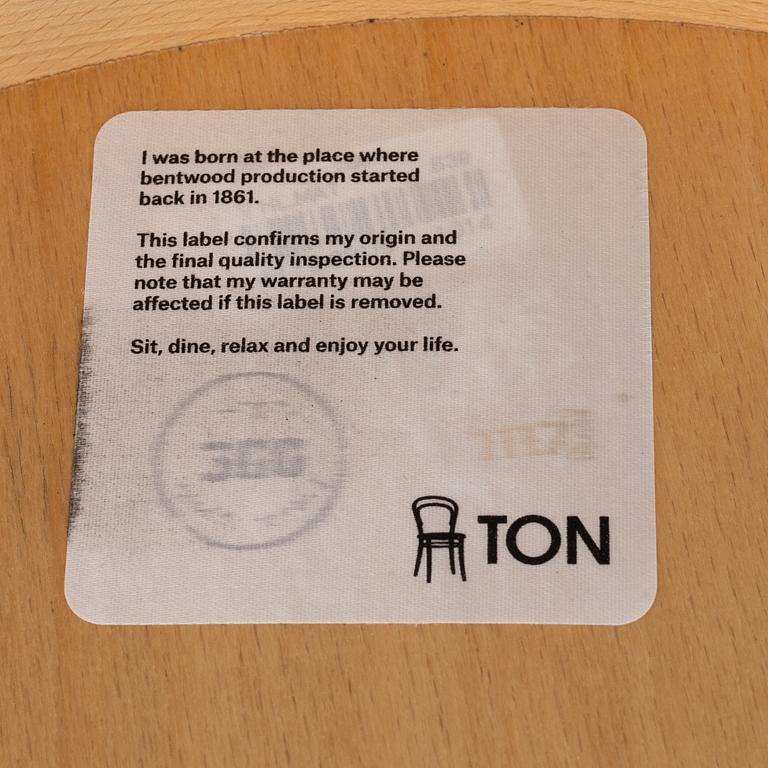 I was born at the place where
bentwood production started
back in 1861.
This label confirms my origin and
the final quality inspection. Please
note that my warranty may be
affected if this label is removed.
Sit, dine, relax and enjoy your life.
TON